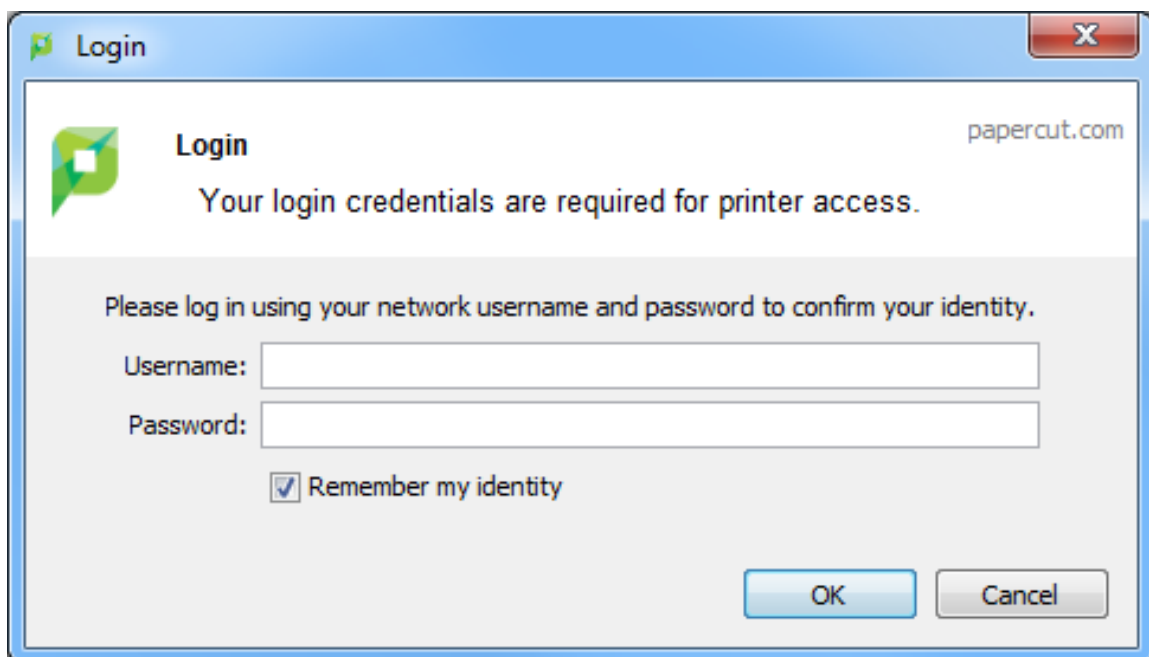 Login
papercut.com
Login
Your login credentials are required for printer access.
Please log in using your network username and password to confirm your identity.
Username:
Password:
Remember my identity
OK Cancel